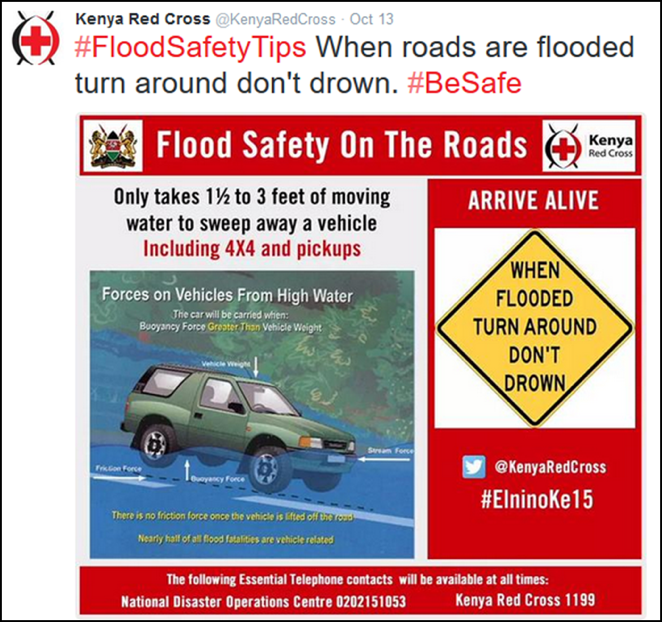 Kenya Red Cross @KenyaRedCross · Oct 13
#FloodSafetyTips When roads are flooded
turn around don't drown. #BeSafe
Flood Safety On The Roads
Kenya
Red Cross
Only takes 1½ to 3 feet of moving
water to sweep away a vehicle
Including 4X4 and pickups
Forces on Vehicles From High Water
The car will be carried when:
Buoyancy Force Greater Than Vehicle Weight
Vehicle Weight
Stream Force
Friction Force
Buoyancy Force
There is no friction force once the vehicle is lifted off the road
Nearly half of all flood fatalities are vehicle related
ARRIVE ALIVE
WHEN
FLOODED
TURN AROUND
DON'T
DROWN
@KenyaRedCross
#ElninoKe15
The following Essential Telephone contacts will be available at all times:
National Disaster Operations Centre 0202151053 Kenya Red Cross 1199